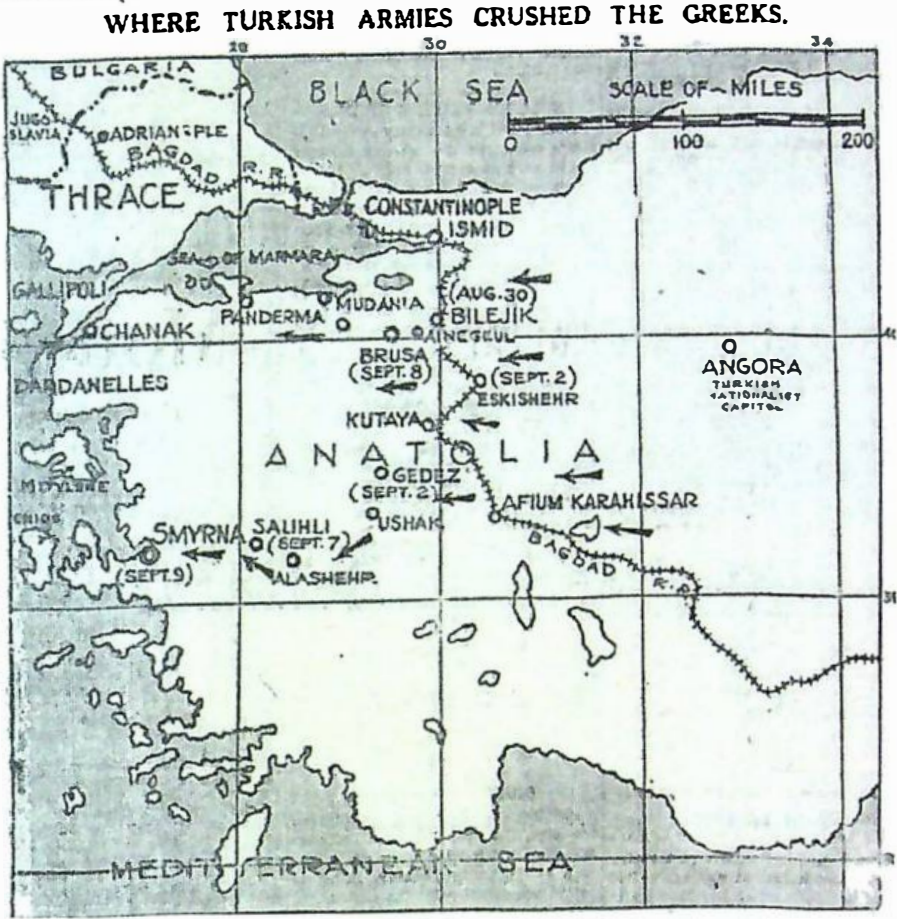 WHERE TURKISH ARMIES CRUSHED THE GREEKS.
28 30 32 34
BULGARIA
BLACK SEA
SCALE OF MILES
0 100 200
JUGO
SLAVIA
ADRIANOPLE
BAGDAD R.R.
THRACE
CONSTANTINOPLE
ISMID
SEA OF MARMARA
GALLIPOLI
(AUG. 30)
PANDERMA
MUDANIA
BILEJIK
CHANAK
AINEGEUL
40
BRUSA
(SEPT. 8)
(SEPT. 2)
ESKISHEHR
ANGORA
TURKISH
NATIONALIST
CAPITOL
DARDANELLES
KUTAYA
ANATOLIA
MITYLENE
GEDEZ
(SEPT. 2)
AFIUM KARAHISSAR
CHIOS
SMYRNA
SALIHLI
(SEPT. 7)
USHAK
(SEPT. 9)
ALASHEHR
BAGDAD R.R.
MEDITERRANEAN SEA